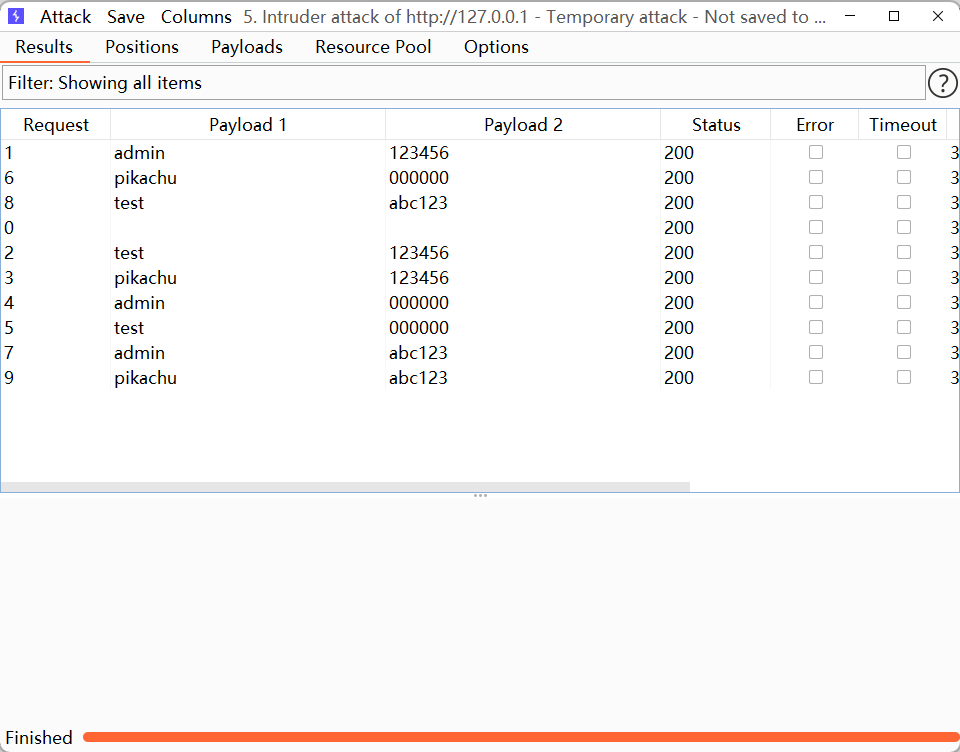 Attack Save Columns 5. Intruder attack of http://127.0.0.1 - Temporary attack - Not saved to ...
Results Positions Payloads Resource Pool Options
Filter: Showing all items ?
Request Payload 1 Payload 2 Status Error Timeout
1 admin 123456 200 3
6 pikachu 000000 200 3
8 test abc123 200 3
0 200 3
2 test 123456 200 3
3 pikachu 123456 200 3
4 admin 000000 200 3
5 test 000000 200 3
7 admin abc123 200 3
9 pikachu abc123 200 3
Finished